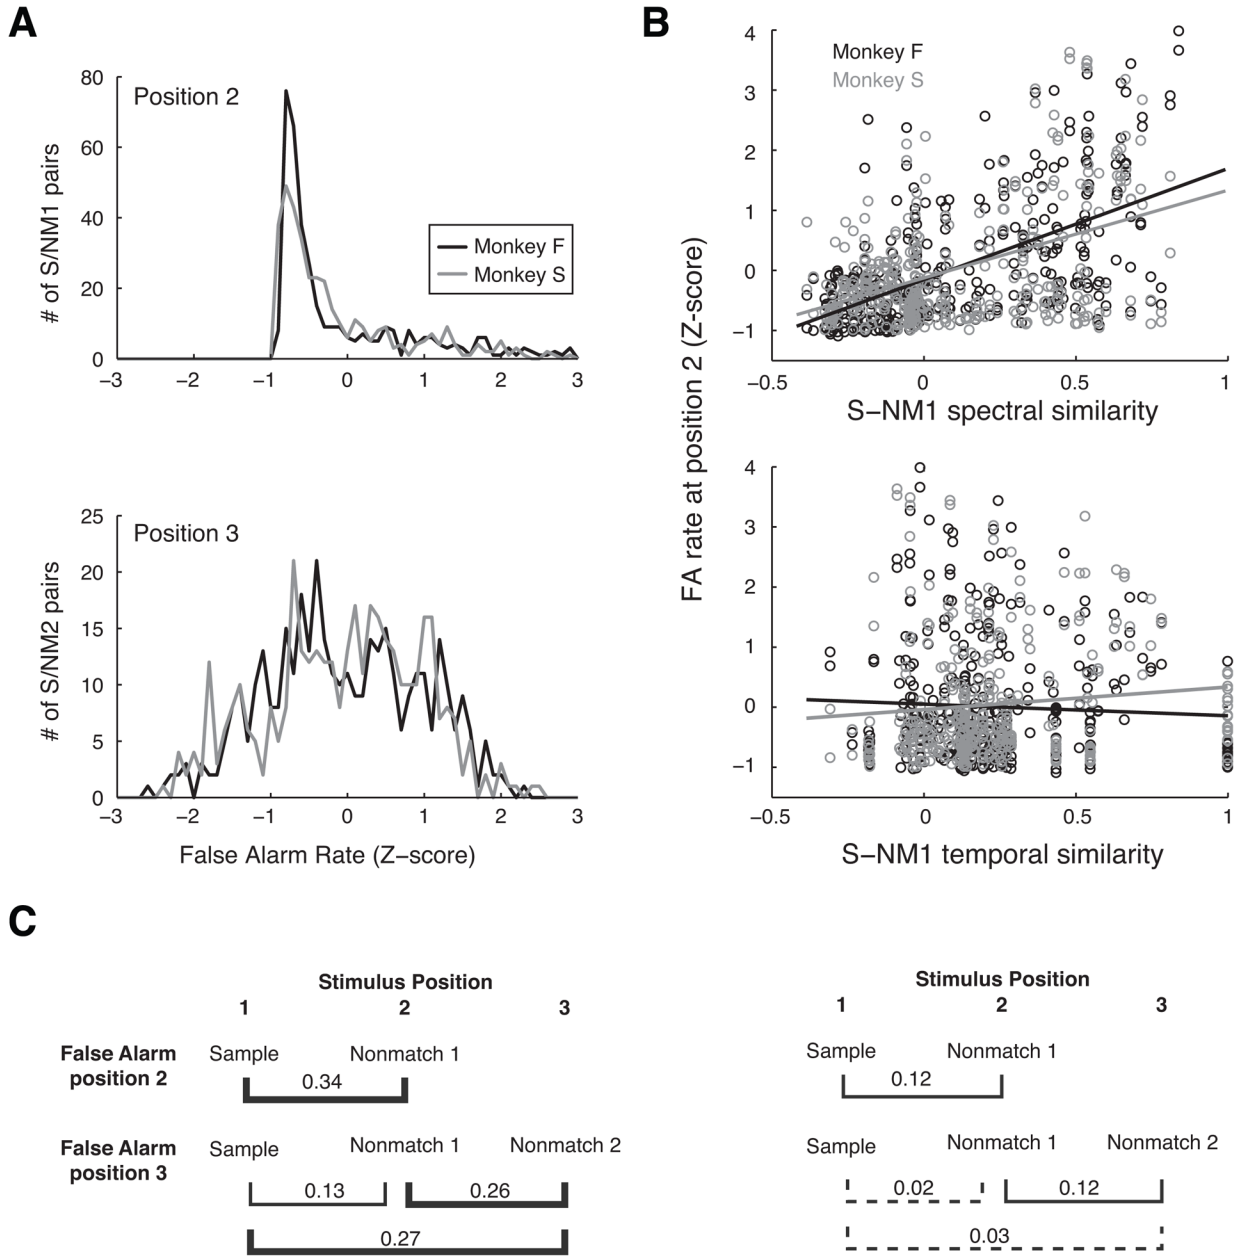 A
80
60
40
20
0
Position 2
# of S/NM1 pairs
Monkey F
Monkey S
−3 −2 −1 0 1 2 3
25
20
15
10
5
0
Position 3
# of S/NM2 pairs
−3 −2 −1 0 1 2 3
False Alarm Rate (Z−score)
B
4
3
2
1
0
−1
Monkey F
Monkey S
−0.5 0 0.5 1
S−NM1 spectral similarity
FA rate at position 2 (Z−score)
4
3
2
1
0
−1
−0.5 0 0.5 1
S−NM1 temporal similarity
C
Stimulus Position
1 2 3
False Alarm
position 2
Sample Nonmatch 1
0.34
False Alarm
position 3
Sample Nonmatch 1 Nonmatch 2
0.13 0.26
0.27
Stimulus Position
1 2 3
Sample Nonmatch 1
0.12
Sample Nonmatch 1 Nonmatch 2
0.02 0.12
0.03